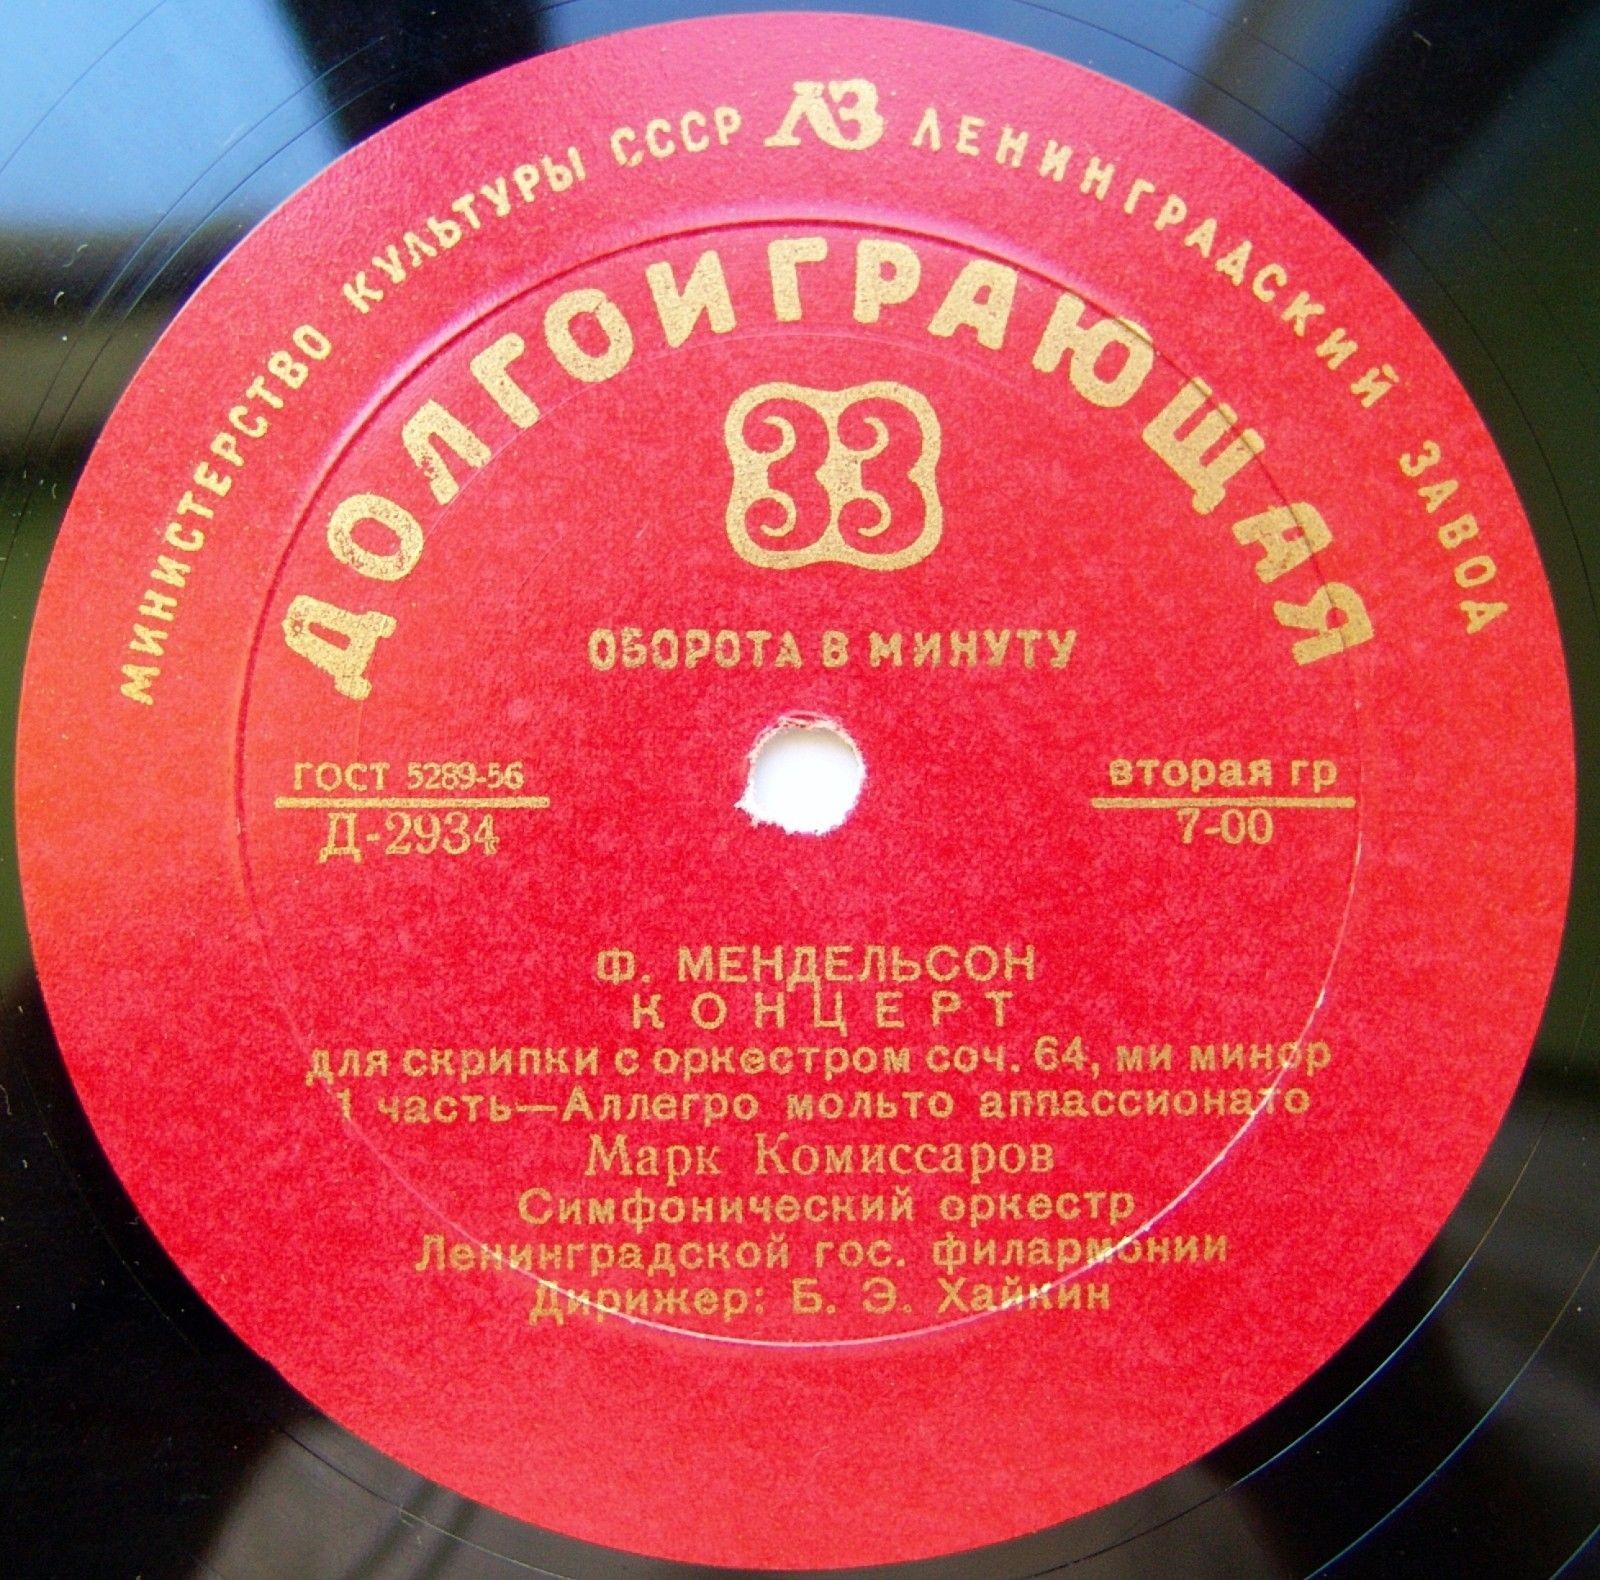 МИНИСТЕРСТВО КУЛЬТУРЫ СССР ЛЗ ЛЕНИНГРАДСКИЙ ЗАВОД
ДОЛГОИГРАЮЩАЯ
33
ОБОРОТА В МИНУТУ
ГОСТ 5289-56
Д-2934
вторая гр
7-00
Ф. МЕНДЕЛЬСОН
КОНЦЕРТ
для скрипки с оркестром соч. 64, ми минор
1 часть—Аллегро мольто аппассионато
Марк Комиссаров
Симфонический оркестр
Ленинградской гос. филармонии
Дирижер: Б. Э. Хайкин